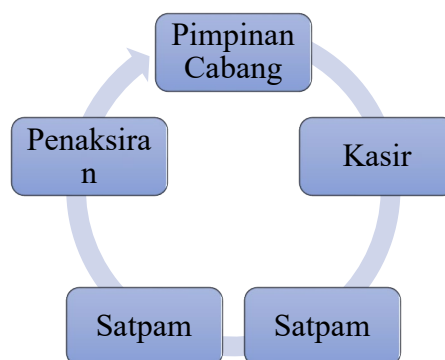 Pimpinan
Cabang
Kasir
Satpam
Satpam
Penaksira
n